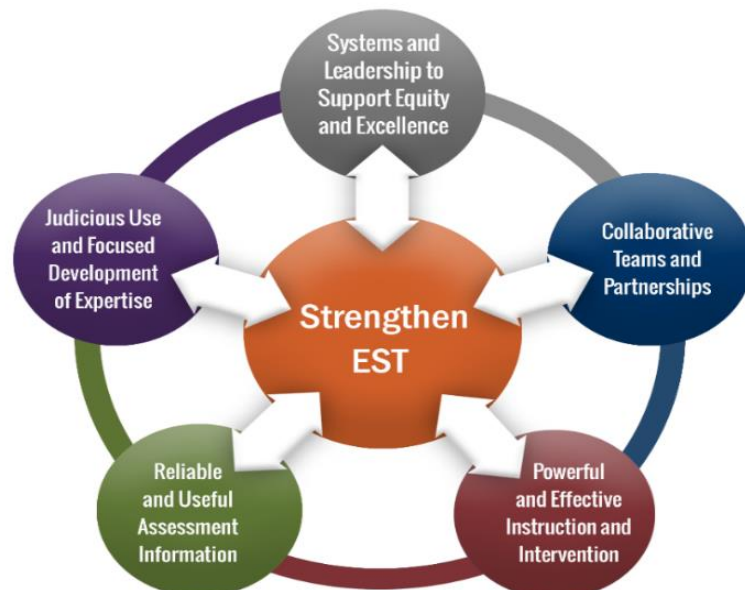 Systems and
Leadership to
Support Equity
and Excellence
Judicious Use
and Focused
Development
of Expertise
Collaborative
Teams and
Partnerships
Strengthen
EST
Reliable
and Useful
Assessment
Information
Powerful
and Effective
Instruction and
Intervention